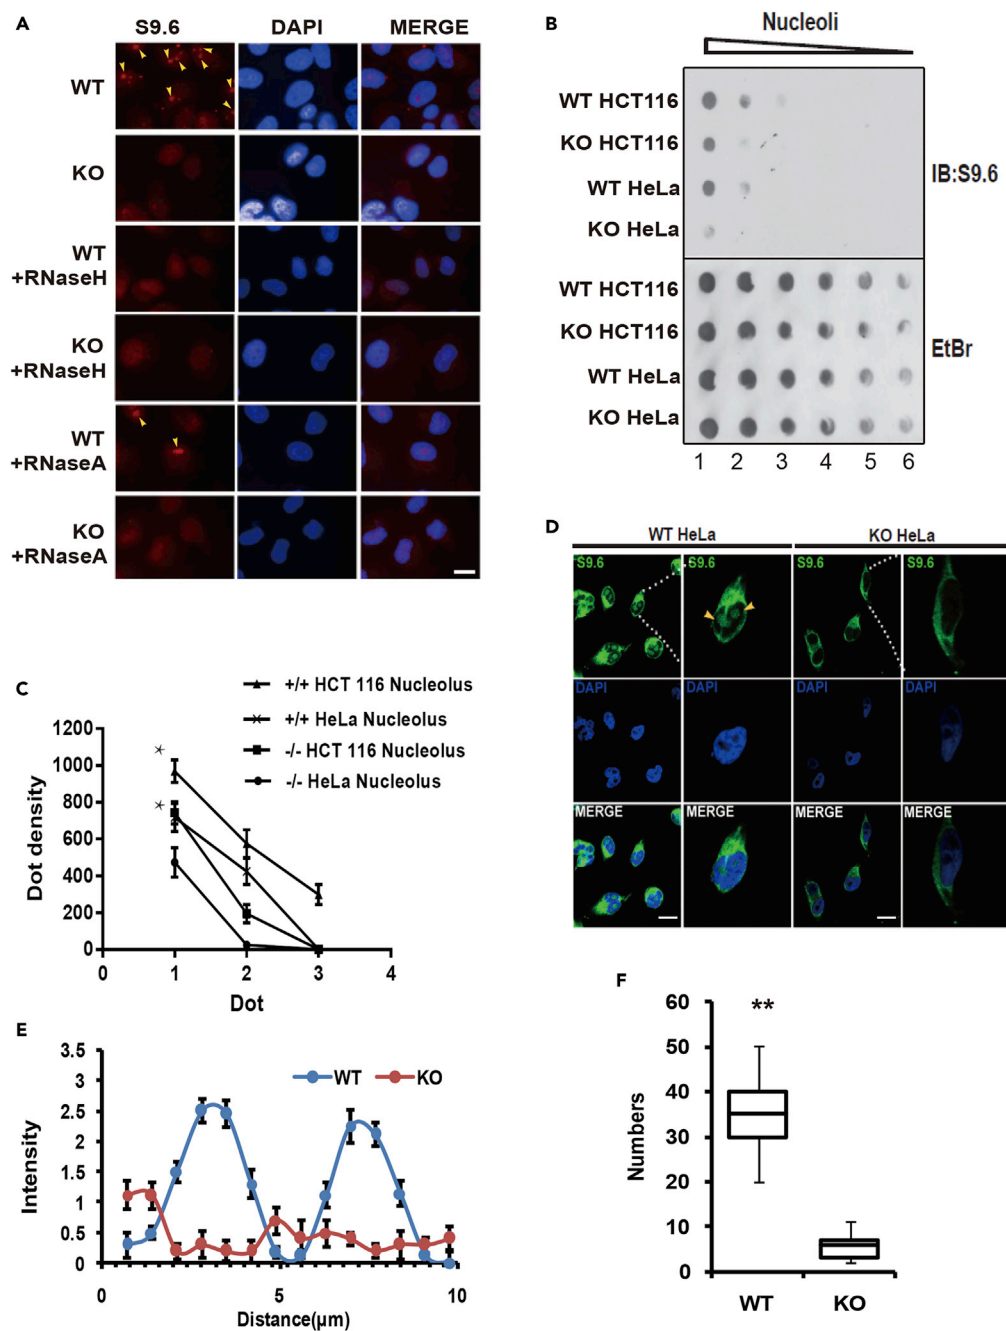 A
S9.6 DAPI MERGE
WT
KO
WT
+RNaseH
KO
+RNaseH
WT
+RNaseA
KO
+RNaseA
B
Nucleoli
WT HCT116
KO HCT116
WT HeLa
KO HeLa
IB:S9.6
WT HCT116
KO HCT116
WT HeLa
KO HeLa
EtBr
1 2 3 4 5 6
C
+/+ HCT 116 Nucleolus
+/+ HeLa Nucleolus
-/- HCT 116 Nucleolus
-/- HeLa Nucleolus
Dot density
1200
1000
800
600
400
200
0
0 1 2 3 4
Dot
D
WT HeLa KO HeLa
S9.6 S9.6 S9.6 S9.6
DAPI DAPI DAPI DAPI
MERGE MERGE MERGE MERGE
E
WT KO
Intensity
3.5
3
2.5
2
1.5
1
0.5
0
0 5 10
Distance(µm)
F
**
Numbers
60
50
40
30
20
10
0
WT KO